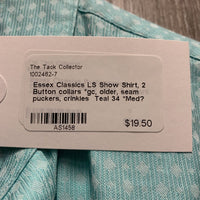 The Tack Collector
1002482-7
Essex Classics LS Show Shirt, 2
Button collars *gc, older, seam
puckers, crinkles Teal 34 *Med?
AS1458
$19.50